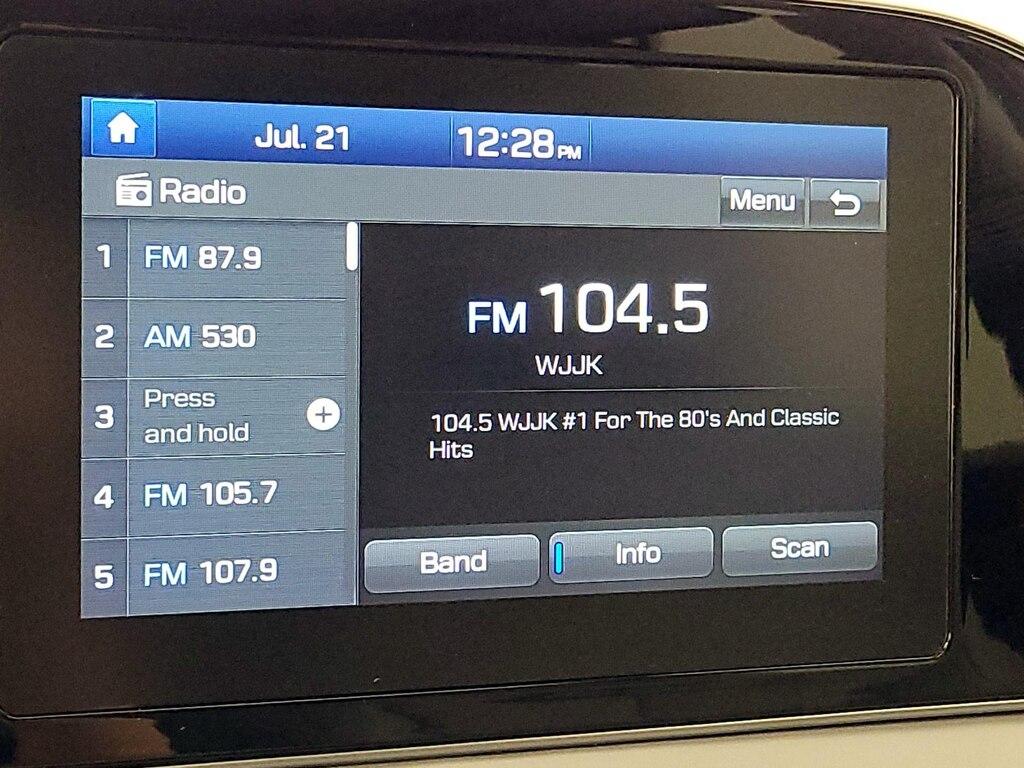 Jul. 21
12:28 PM
Radio
Menu
1 FM 87.9
2 AM 530
3 Press
and hold
4 FM 105.7
5 FM 107.9
FM 104.5
WJJK
104.5 WJJK #1 For The 80's And Classic
Hits
Band
Info
Scan